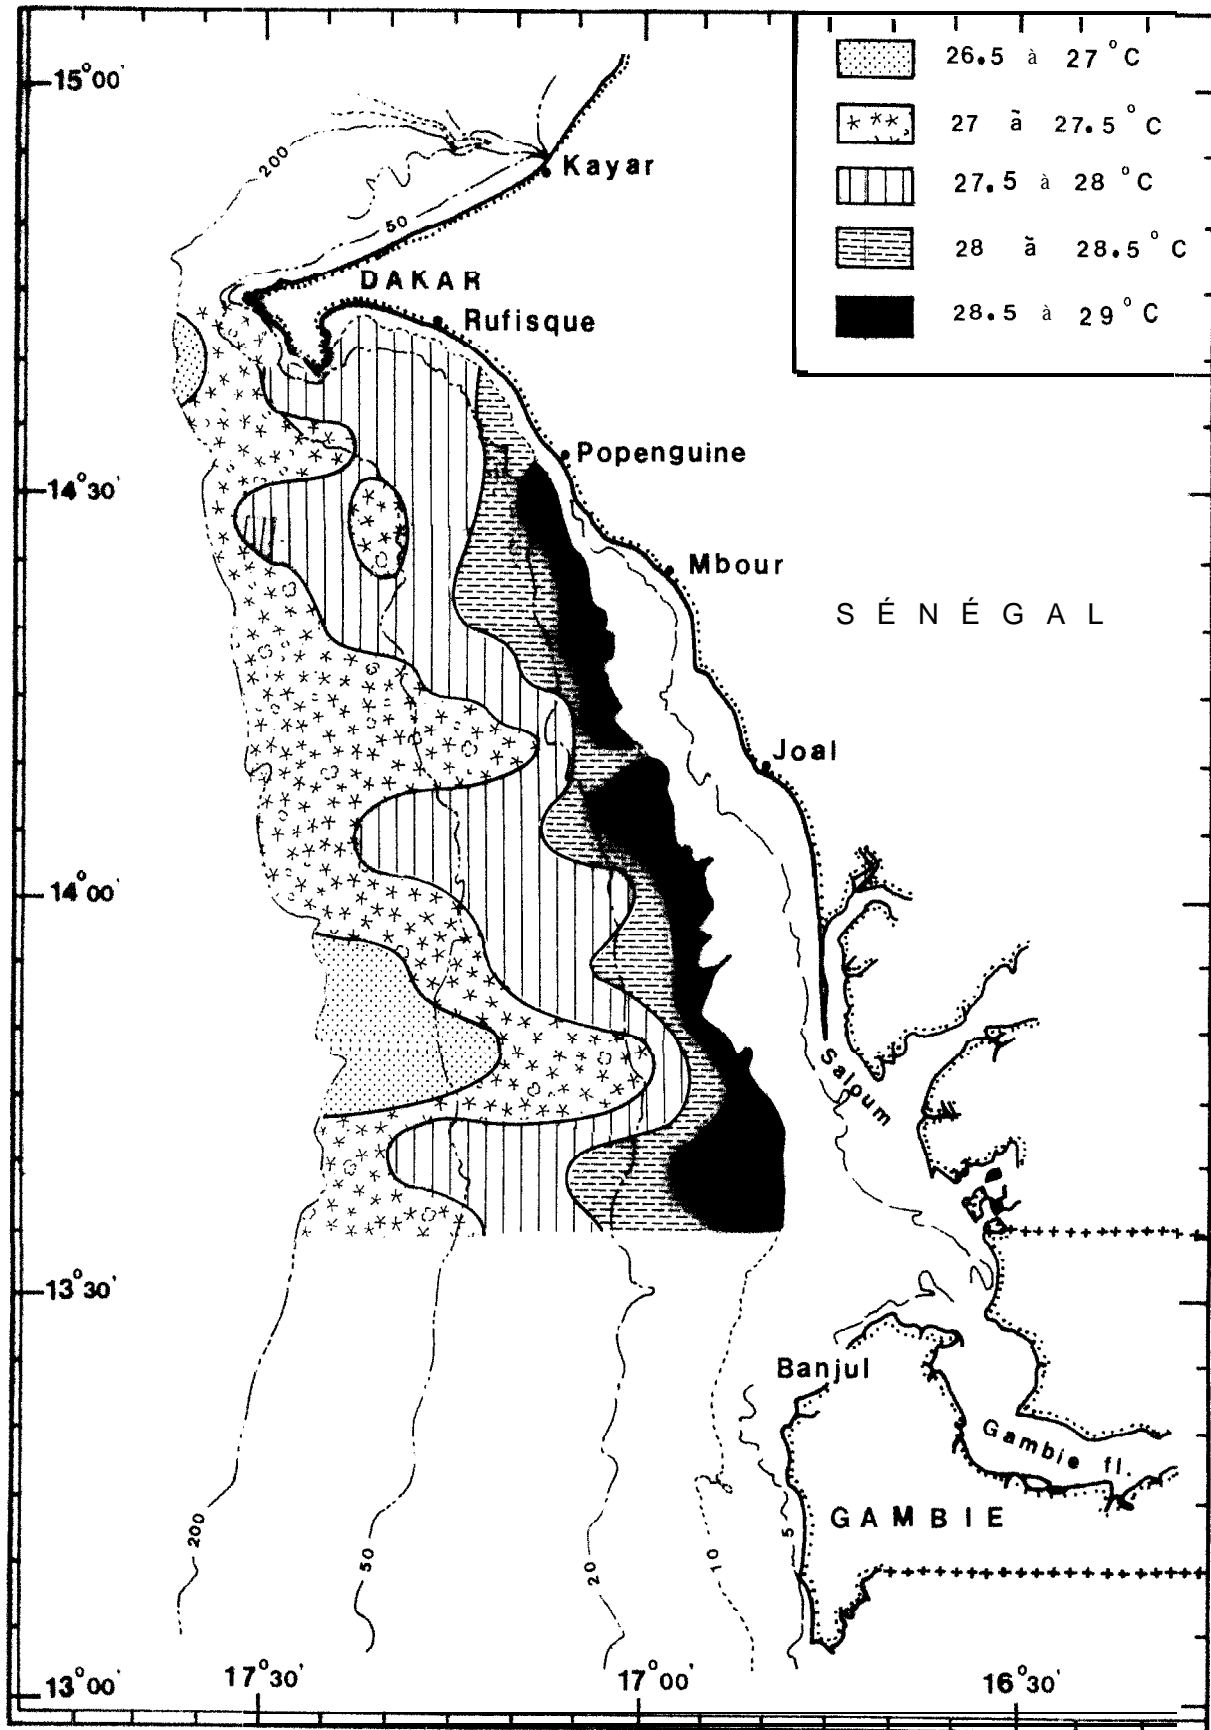 26.5 à 27 °C
27 ã 27.5 °C
27.5 à 28 °C
28 ã 28.5 °C
28.5 à 29 °C
15°00'
200
Kayar
50
DAKAR
Rufisque
Popenguine
14°30'
Mbour
SÉNÉGAL
Joal
14°00'
Saloum
13°30'
Banjul
Gambie fl.
GAMBIE
200
50
20
10
5
13°00'
17°30'
17°00'
16°30'